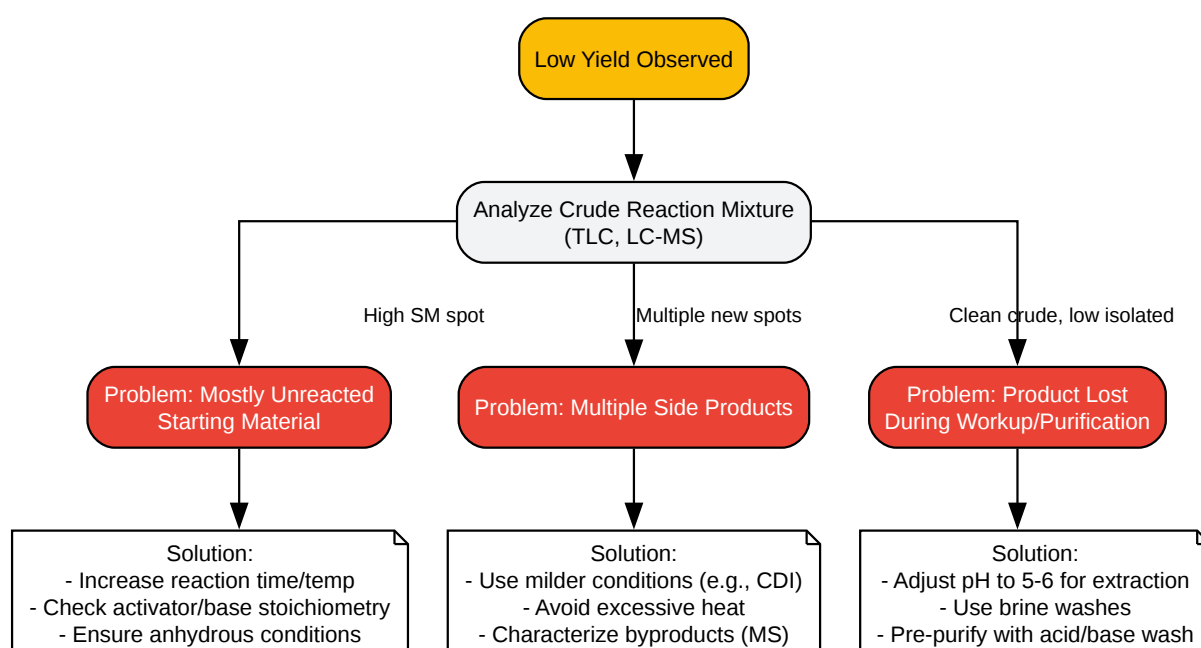 Low Yield Observed
Analyze Crude Reaction Mixture
(TLC, LC-MS)
High SM spot
Multiple new spots
Clean crude, low isolated
Problem: Mostly Unreacted
Starting Material
Problem: Multiple Side Products
Problem: Product Lost
During Workup/Purification
Solution:
- Increase reaction time/temp
- Check activator/base stoichiometry
- Ensure anhydrous conditions
Solution:
- Use milder conditions (e.g., CDI)
- Avoid excessive heat
- Characterize byproducts (MS)
Solution:
- Adjust pH to 5-6 for extraction
- Use brine washes
- Pre-purify with acid/base wash